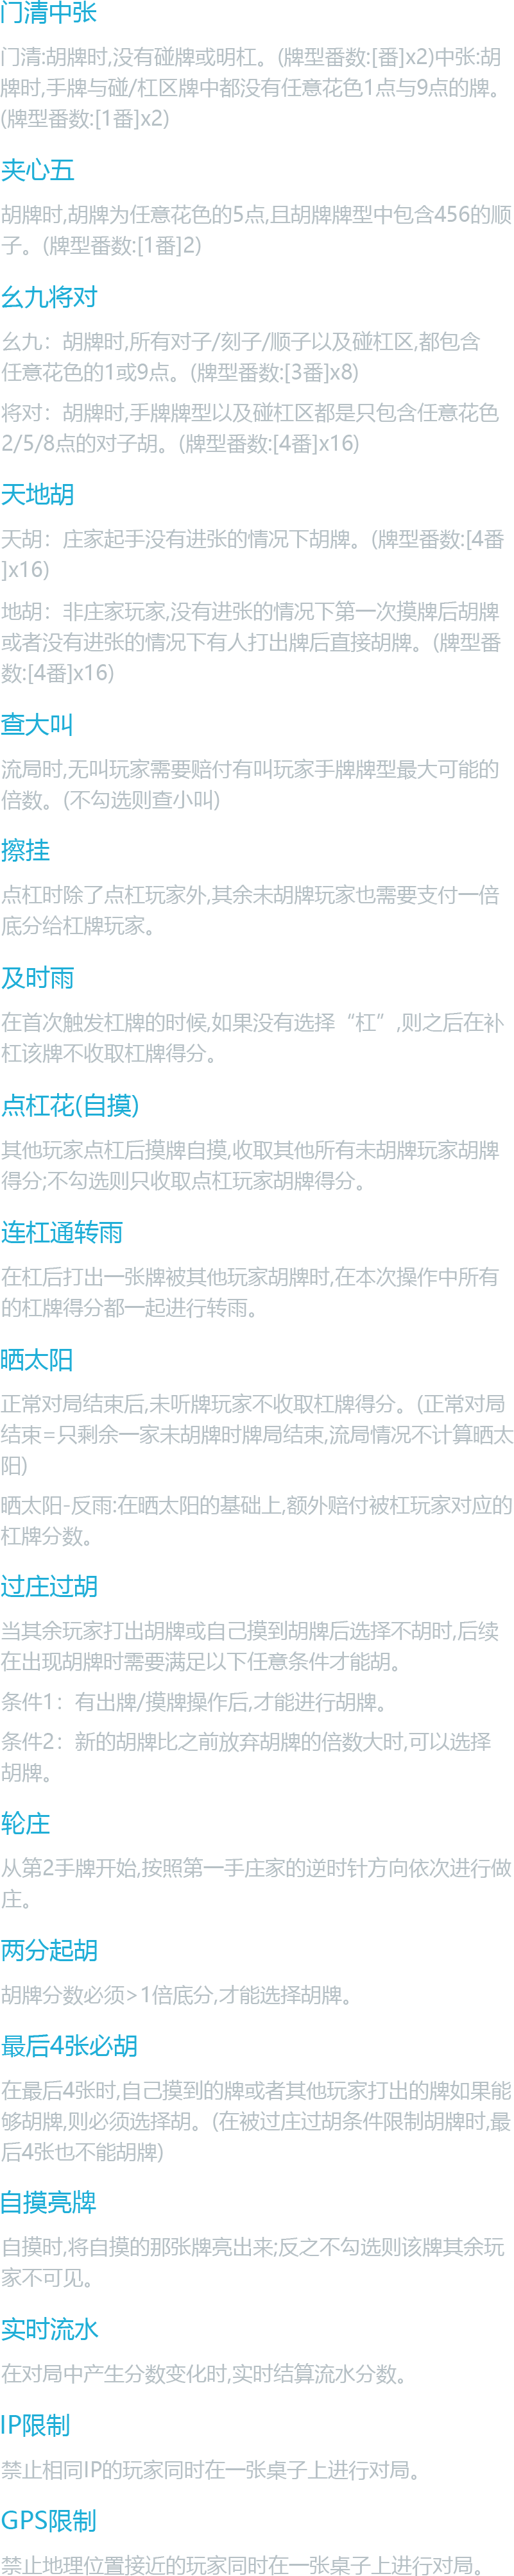 门清中张
门清:胡牌时,没有碰牌或明杠。(牌型番数:[番]x2)中张:胡
牌时,手牌与碰/杠区牌中都没有任意花色1点与9点的牌。
(牌型番数:[1番]x2)
夹心五
胡牌时,胡牌为任意花色的5点,且胡牌牌型中包含456的顺
子。(牌型番数:[1番]2)
幺九将对
幺九：胡牌时,所有对子/刻子/顺子以及碰杠区,都包含
任意花色的1或9点。(牌型番数:[3番]x8)
将对：胡牌时,手牌牌型以及碰杠区都是只包含任意花色
2/5/8点的对子胡。(牌型番数:[4番]x16)
天地胡
天胡：庄家起手没有进张的情况下胡牌。(牌型番数:[4番
]x16)
地胡：非庄家玩家,没有进张的情况下第一次摸牌后胡牌
或者没有进张的情况下有人打出牌后直接胡牌。(牌型番
数:[4番]x16)
查大叫
流局时,无叫玩家需要赔付有叫玩家手牌牌型最大可能的
倍数。(不勾选则查小叫)
擦挂
点杠时除了点杠玩家外,其余未胡牌玩家也需要支付一倍
底分给杠牌玩家。
及时雨
在首次触发杠牌的时候,如果没有选择“杠”,则之后在补
杠该牌不收取杠牌得分。
点杠花(自摸)
其他玩家点杠后摸牌自摸,收取其他所有未胡牌玩家胡牌
得分;不勾选则只收取点杠玩家胡牌得分。
连杠通转雨
在杠后打出一张牌被其他玩家胡牌时,在本次操作中所有
的杠牌得分都一起进行转雨。
晒太阳
正常对局结束后,未听牌玩家不收取杠牌得分。(正常对局
结束=只剩余一家未胡牌时牌局结束,流局情况不计算晒太
阳)
晒太阳-反雨:在晒太阳的基础上,额外赔付被杠玩家对应的
杠牌分数。
过庄过胡
当其余玩家打出胡牌或自己摸到胡牌后选择不胡时,后续
在出现胡牌时需要满足以下任意条件才能胡。
条件1：有出牌/摸牌操作后,才能进行胡牌。
条件2：新的胡牌比之前放弃胡牌的倍数大时,可以选择
胡牌。
轮庄
从第2手牌开始,按照第一手庄家的逆时针方向依次进行做
庄。
两分起胡
胡牌分数必须>1倍底分,才能选择胡牌。
最后4张必胡
在最后4张时,自己摸到的牌或者其他玩家打出的牌如果能
够胡牌,则必须选择胡。(在被过庄过胡条件限制胡牌时,最
后4张也不能胡牌)
自摸亮牌
自摸时,将自摸的那张牌亮出来;反之不勾选则该牌其余玩
家不可见。
实时流水
在对局中产生分数变化时,实时结算流水分数。
IP限制
禁止相同IP的玩家同时在一张桌子上进行对局。
GPS限制
禁止地理位置接近的玩家同时在一张桌子上进行对局。